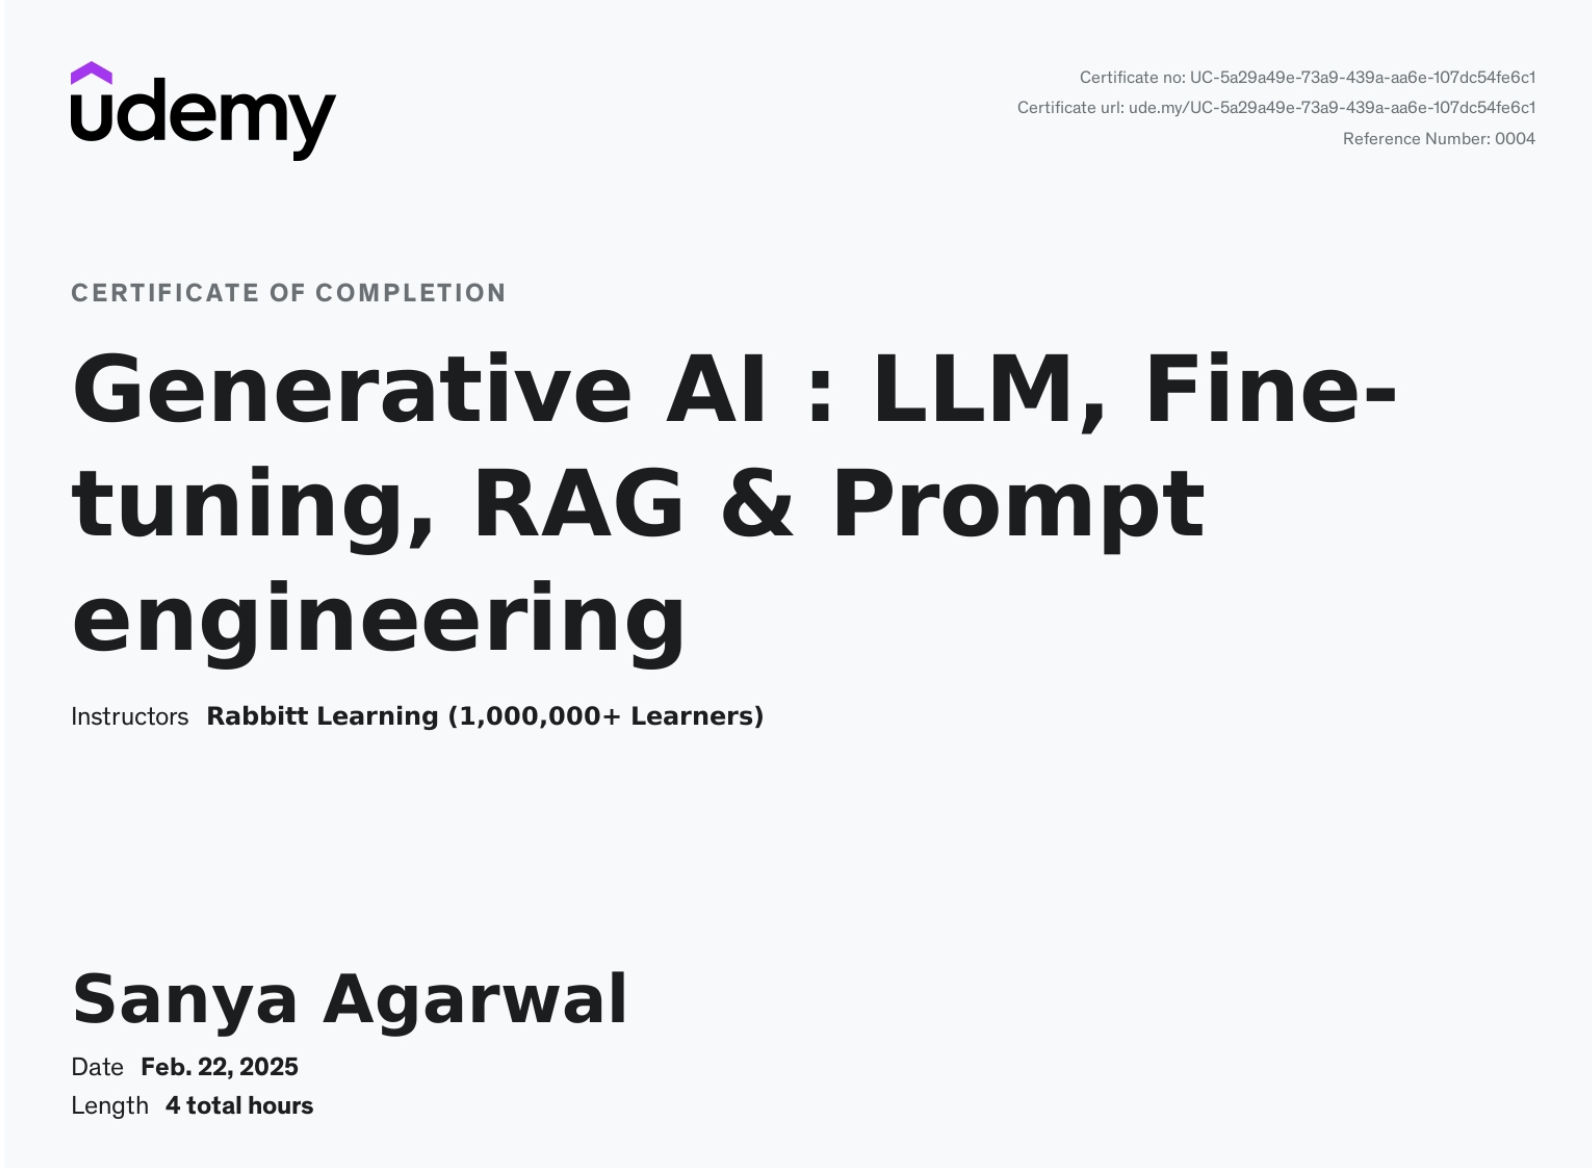 udemy
Certificate no: UC-5a29a49e-73a9-439a-aa6e-107dc54fe6c1
Certificate url: ude.my/UC-5a29a49e-73a9-439a-aa6e-107dc54fe6c1
Reference Number: 0004
CERTIFICATE OF COMPLETION
Generative AI : LLM, Fine-
tuning, RAG & Prompt
engineering
Instructors Rabbitt Learning (1,000,000+ Learners)
Sanya Agarwal
Date Feb. 22, 2025
Length 4 total hours